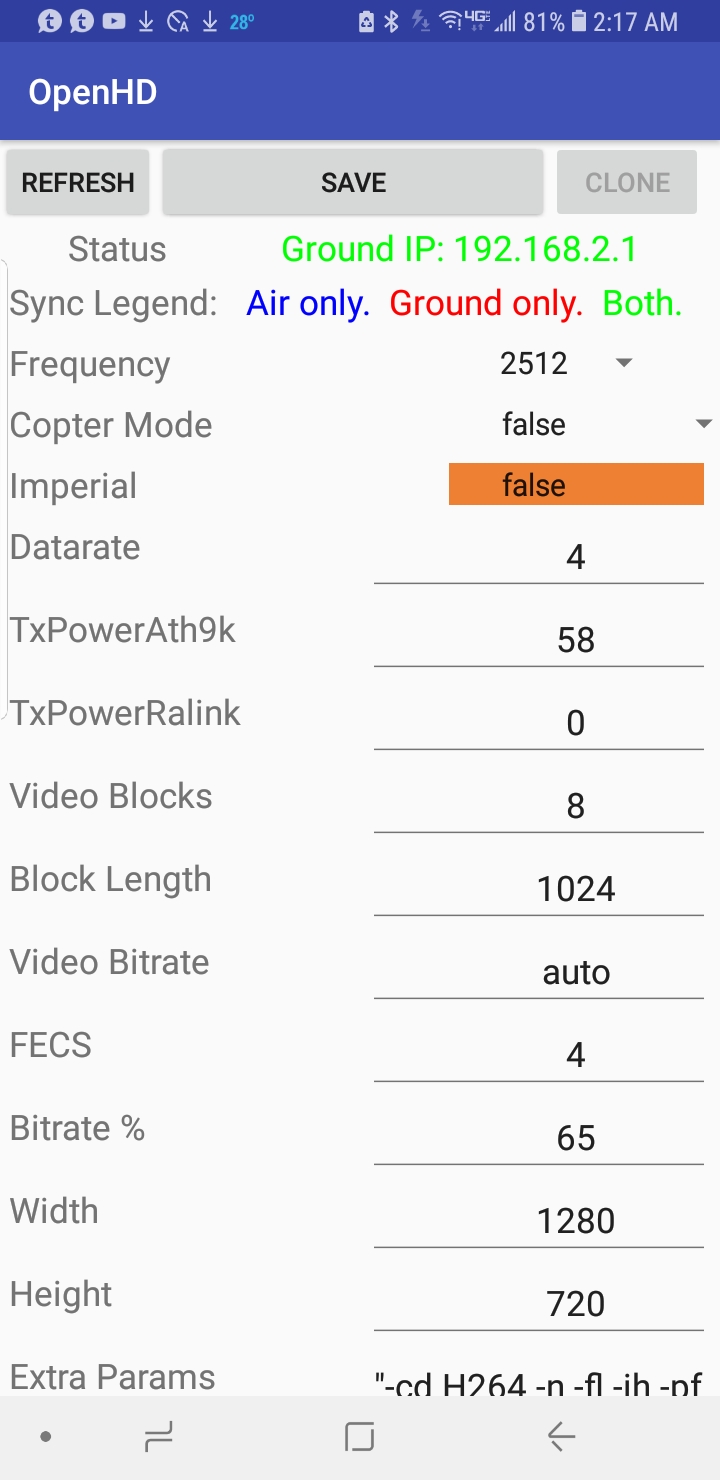 28° 4G 81% 2:17 AM
OpenHD
REFRESH SAVE CLONE
Status Ground IP: 192.168.2.1
Sync Legend: Air only. Ground only. Both.
Frequency 2512
Copter Mode false
Imperial false
Datarate 4
TxPowerAth9k 58
TxPowerRalink 0
Video Blocks 8
Block Length 1024
Video Bitrate auto
FECS 4
Bitrate % 65
Width 1280
Height 720
Extra Params "-cd H264 -n -fl -ih -pf